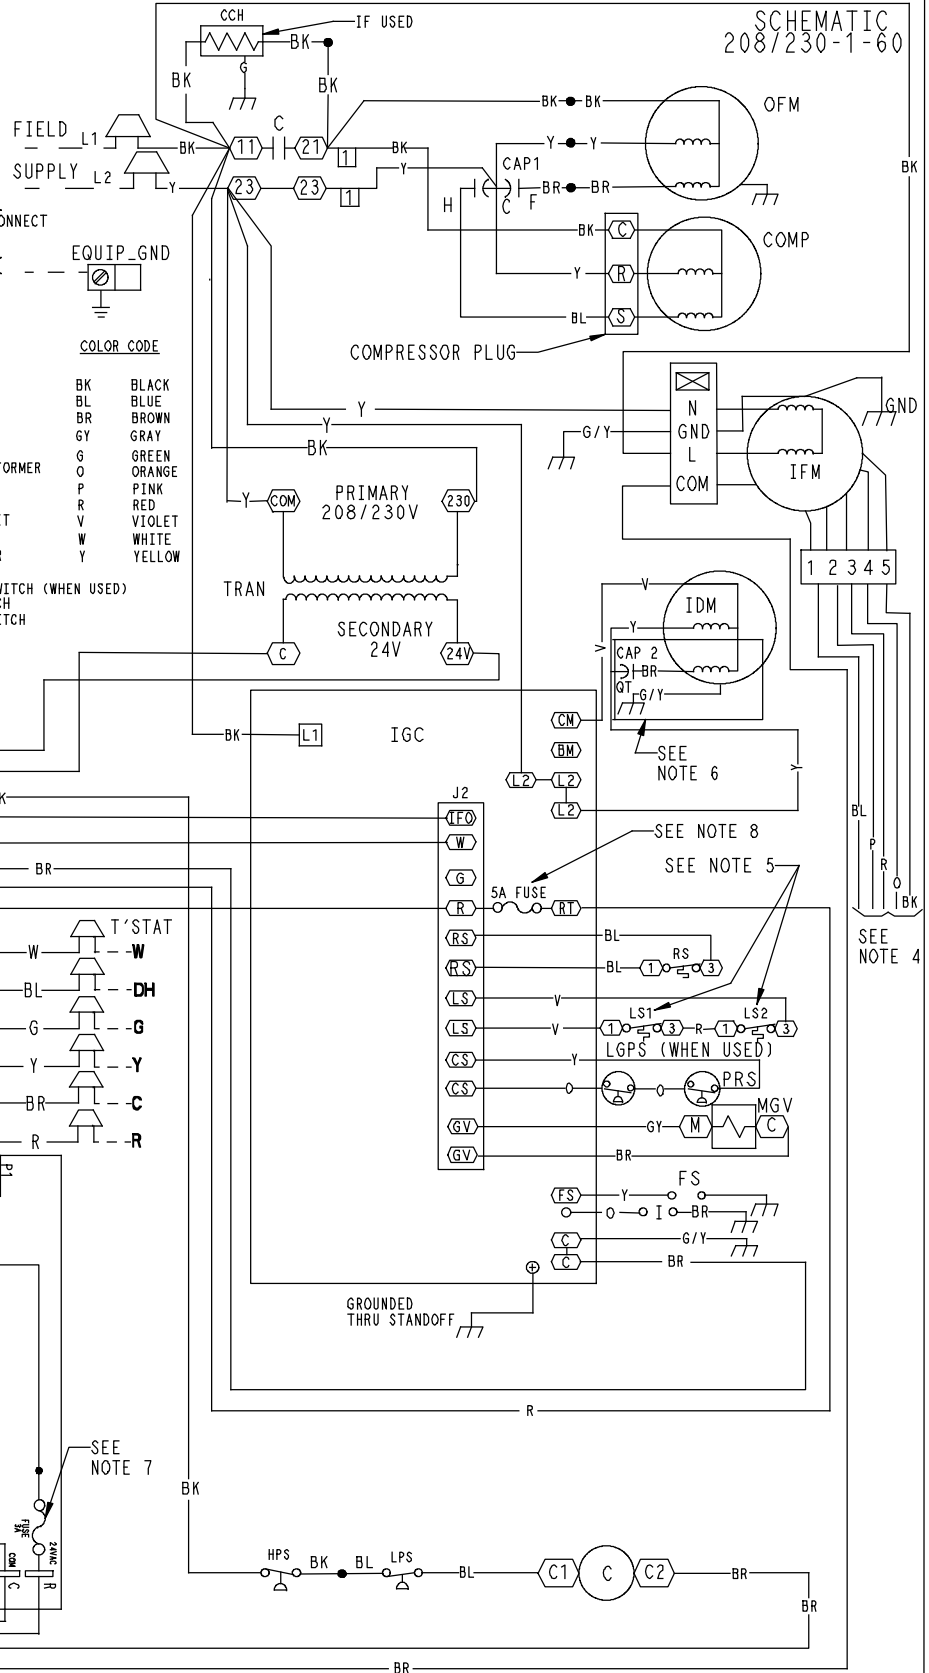 CCH
IF USED
SCHEMATIC
208/230-1-60
BK
BK
G
BK
BK
BK BK
OFM
FIELD
L1
BK
11
C
21
1
BK
Y Y
CAP1
SUPPLY
L2
Y
23
23
1
Y
H
C
F
BR BR
BK
ONNECT
BK
C
COMP
EQUIP_GND
Y
R
BL
S
COLOR CODE
COMPRESSOR PLUG
BK BLACK
BL BLUE
BR BROWN
GY GRAY
G GREEN
O ORANGE
P PINK
R RED
V VIOLET
W WHITE
Y YELLOW
ORMER
T
R
WITCH (WHEN USED)
CH
ITCH
Y
Y
BK
N
GND
L
COM
G/Y
GND
IFM
Y
COM
PRIMARY
208/230V
230
TRAN
SECONDARY
24V
C
24V
1 2 3 4 5
V
IDM
Y
V
CAP 2
BR
QT
G/Y
BK
L1
IGC
CM
BM
L2
L2
L2
SEE
NOTE 6
Y
K
J2
IFO
W
G
R
RS
RS
LS
LS
CS
CS
GV
GV
SEE NOTE 8
SEE NOTE 5
5A FUSE
RT
BL
P
R
O
BK
SEE
NOTE 4
BR
T'STAT
W W
BL DH
G G
Y Y
BR C
R R
BL
BL
1
RS
3
V
V
1
LS1
3
R
1
LS2
3
LGPS (WHEN USED)
Y
O
O
PRS
MGV
GY
M
C
BR
P1
FS
FS
Y
O
I
BR
C
G/Y
C
BR
GROUNDED
THRU STANDOFF
R
SEE
NOTE 7
BK
FUSE
3A
24VAC
R
COM
C
HPS
BK
BL
LPS
BL
C1
C
C2
BR
BR
BR